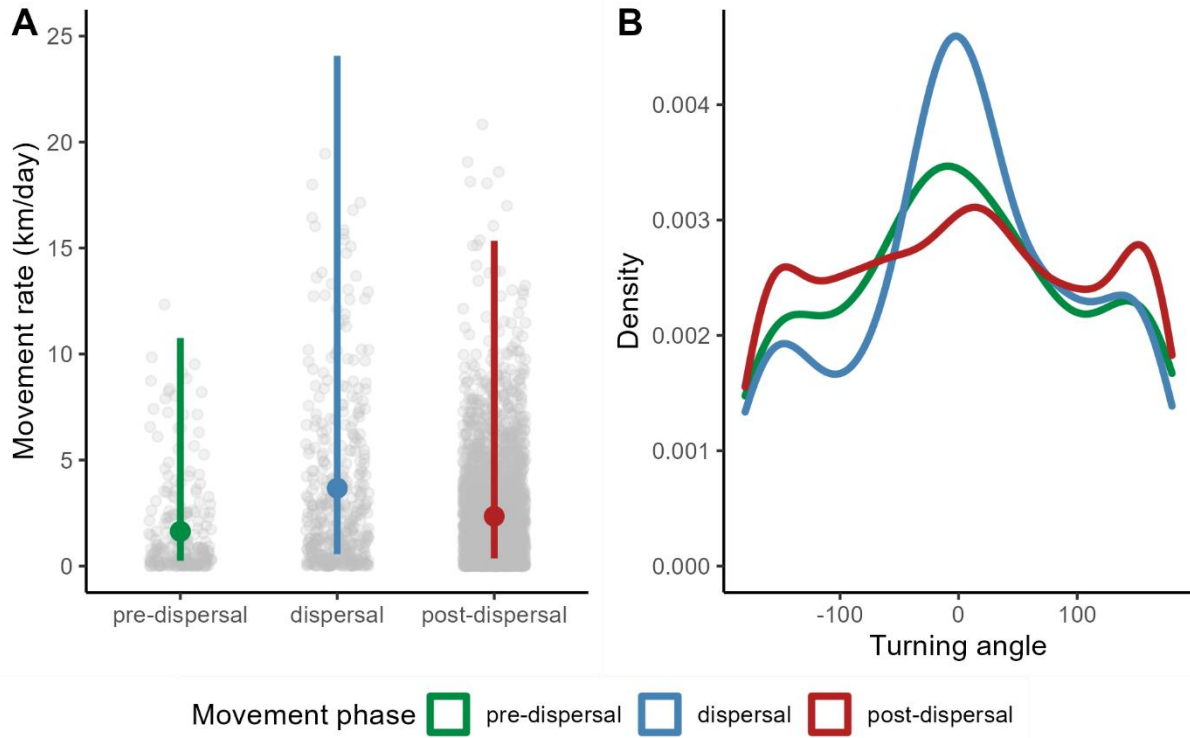 A
Movement rate (km/day)
25
20
15
10
5
0
pre-dispersal dispersal post-dispersal
B
Density
0.004
0.003
0.002
0.001
0.000
-100 0 100
Turning angle
Movement phase pre-dispersal dispersal post-dispersal